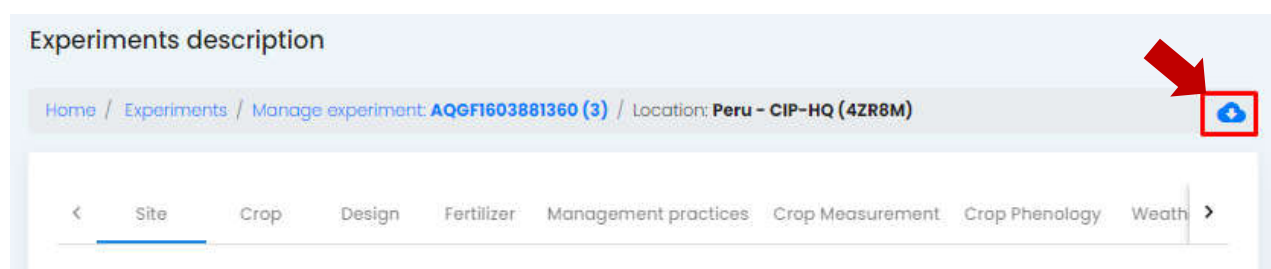 Experiments description
Home / Experiments / Manage experiment: AQGF1603881360 (3) / Location: Peru - CIP-HQ (4ZR8M)
< Site Crop Design Fertilizer Management practices Crop Measurement Crop Phenology Weath >